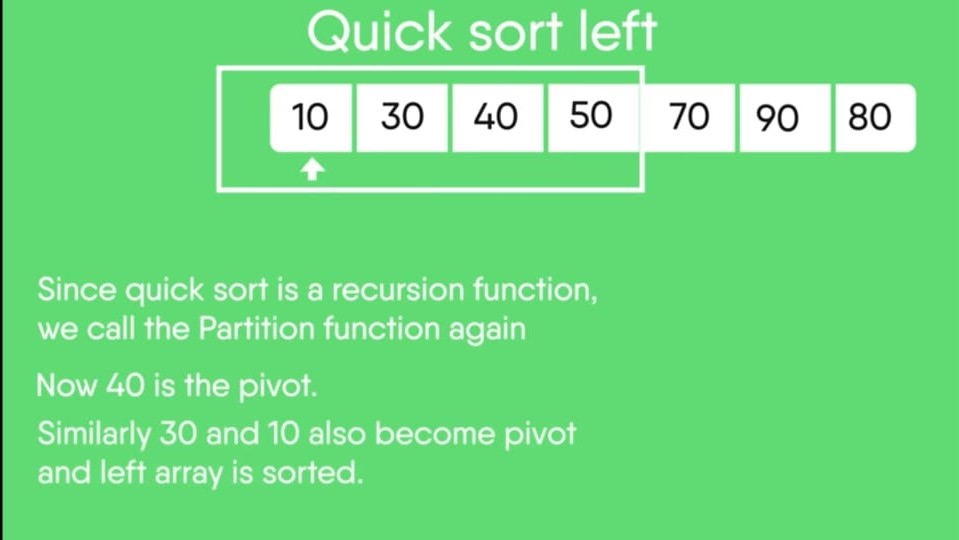 Quick sort left
10 30 40 50 70 90 80
Since quick sort is a recursion function,
we call the Partition function again
Now 40 is the pivot.
Similarly 30 and 10 also become pivot
and left array is sorted.